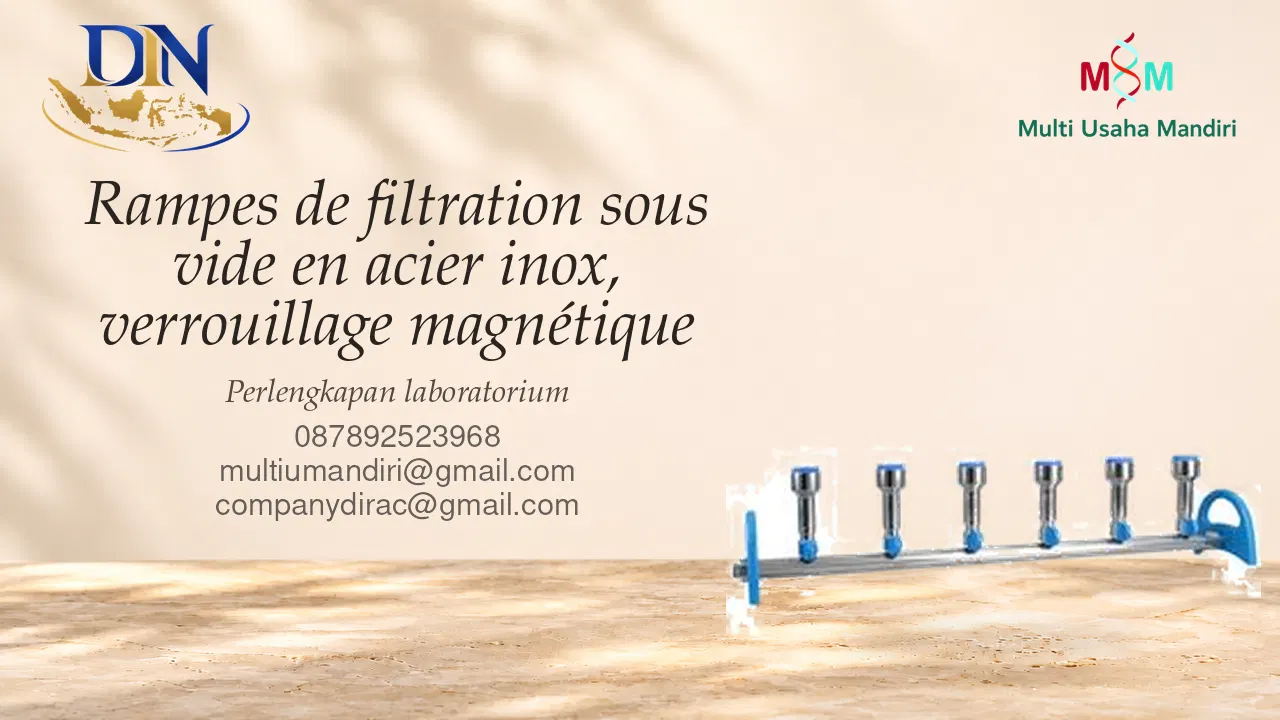 DIN
M M
Multi Usaha Mandiri
Rampes de filtration sous
vide en acier inox,
verrouillage magnétique
Perlengkapan laboratorium
087892523968
multiumandiri@gmail.com
companydirac@gmail.com